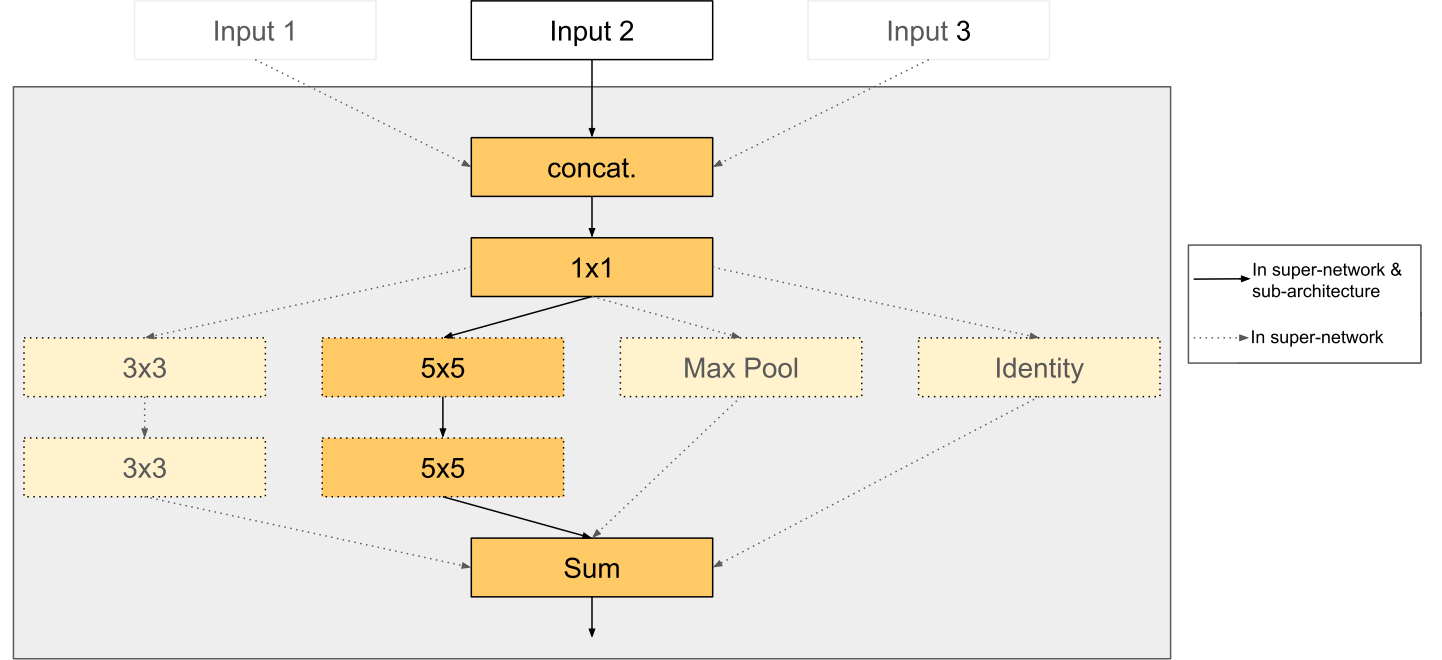 Input 1
Input 2
Input 3
concat.
1x1
3x3
5x5
Max Pool
Identity
3x3
5x5
Sum
In super-network &
sub-architecture
In super-network